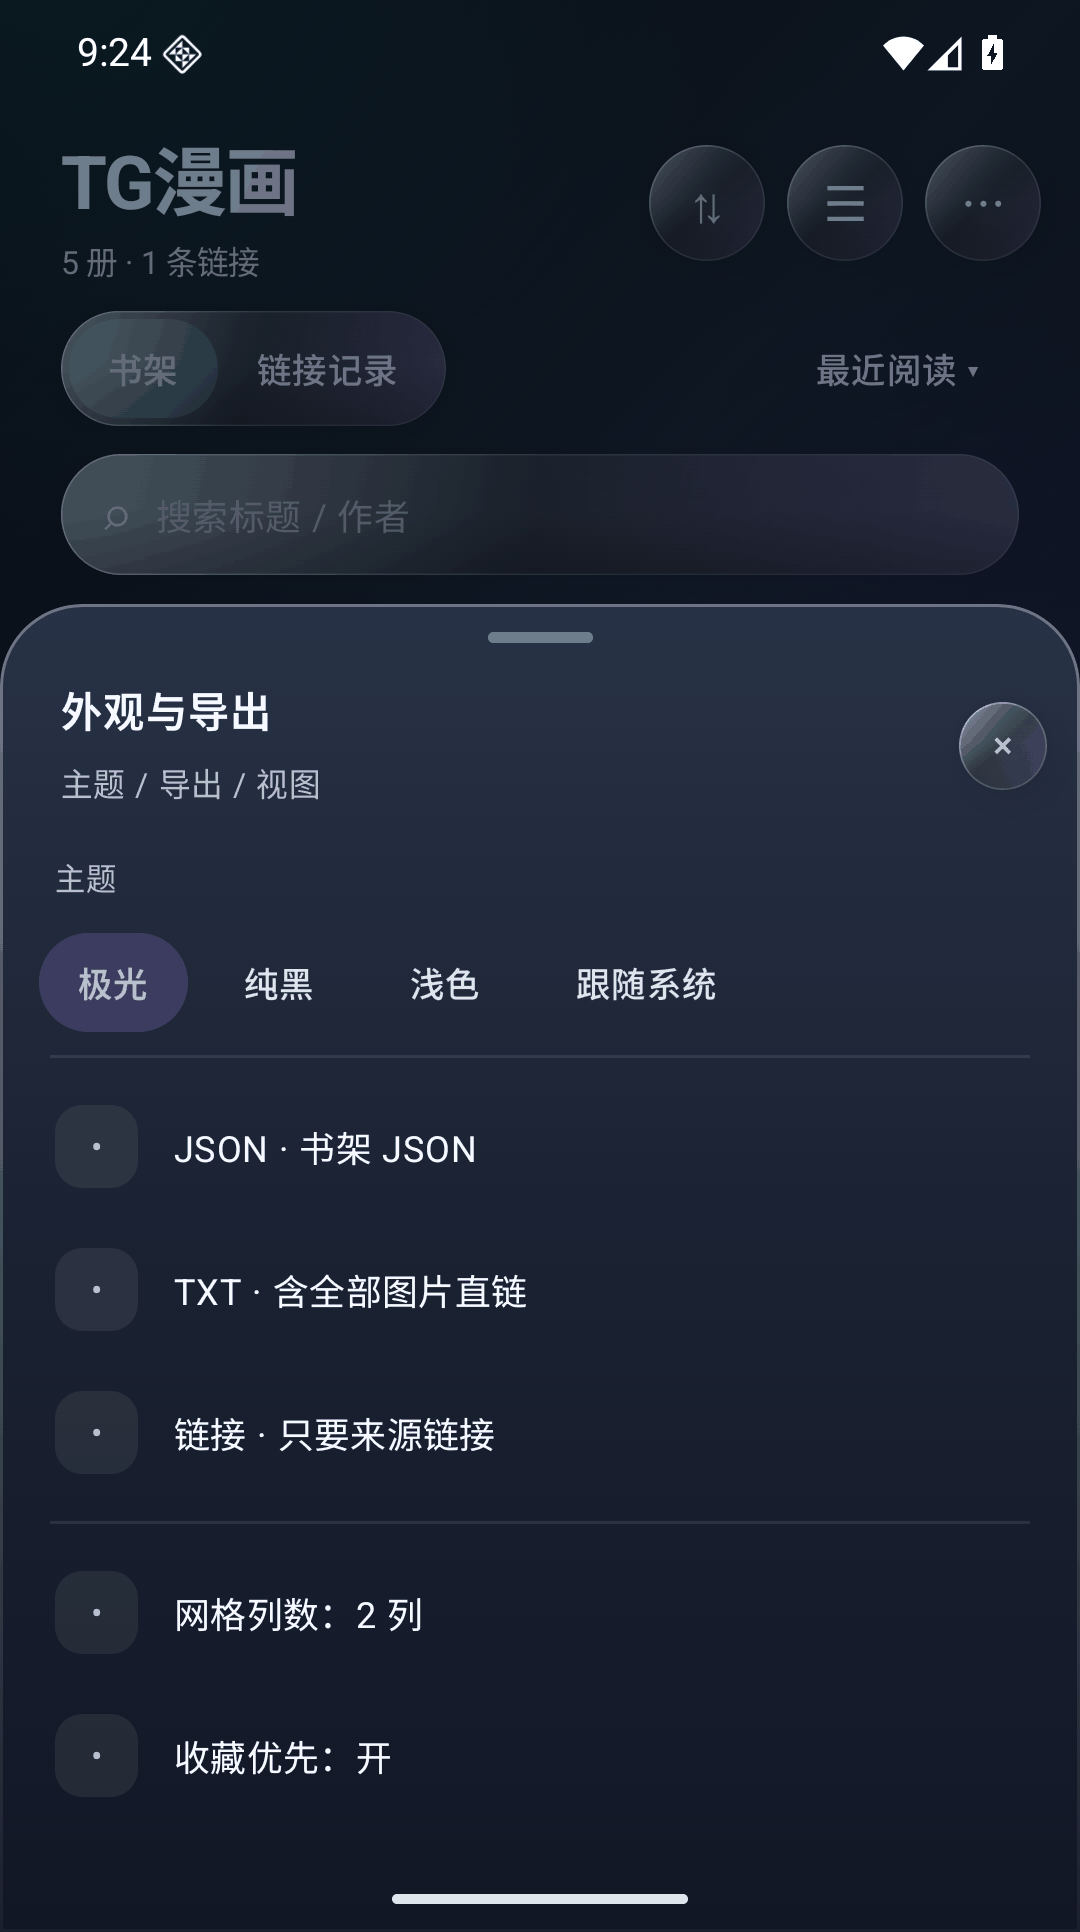 9:24
TG漫画
5 册 · 1 条链接
书架
链接记录
最近阅读 ▾
搜索标题 / 作者
外观与导出
主题 / 导出 / 视图
主题
极光
纯黑
浅色
跟随系统
JSON · 书架 JSON
TXT · 含全部图片直链
链接 · 只要来源链接
网格列数：2 列
收藏优先：开